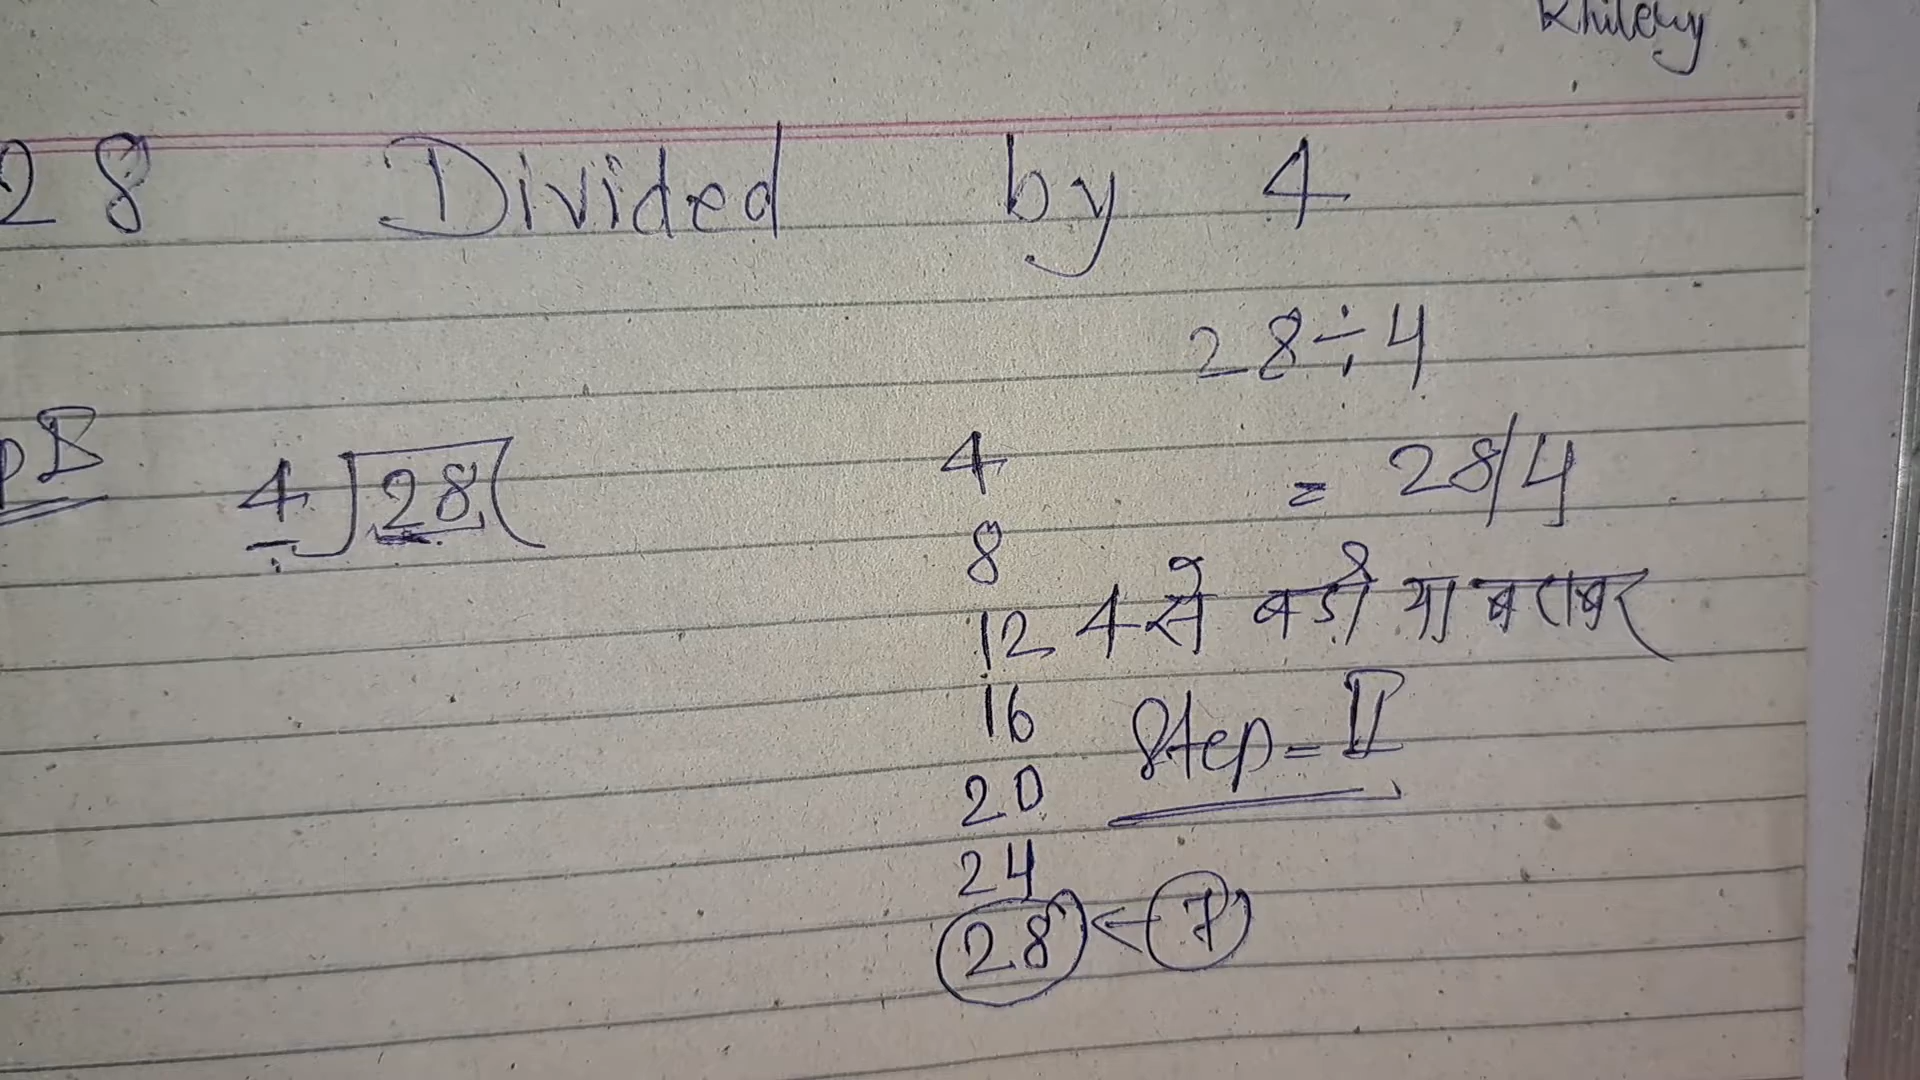 Khilery
28 Divided by 4
28÷4
4)28( 4 = 28/4
8
12 4 से बडी या बराबर
16 Step = II
20
24
28 ← 7